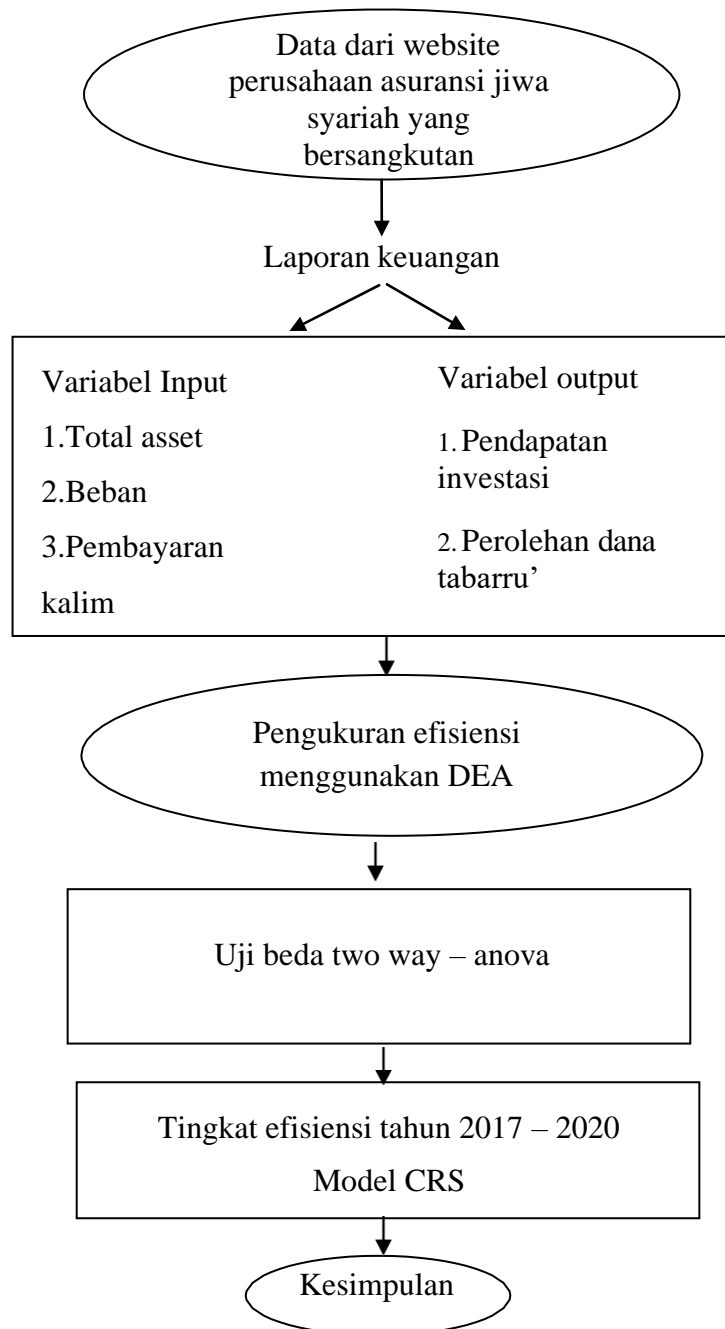 Data dari website
perusahaan asuransi jiwa
syariah yang
bersangkutan
Laporan keuangan
Variabel Input
1.Total asset
2.Beban
3.Pembayaran
kalim
Variabel output
1. Pendapatan
investasi
2. Perolehan dana
tabarru’
Pengukuran efisiensi
menggunakan DEA
Uji beda two way – anova
Tingkat efisiensi tahun 2017 – 2020
Model CRS
Kesimpulan